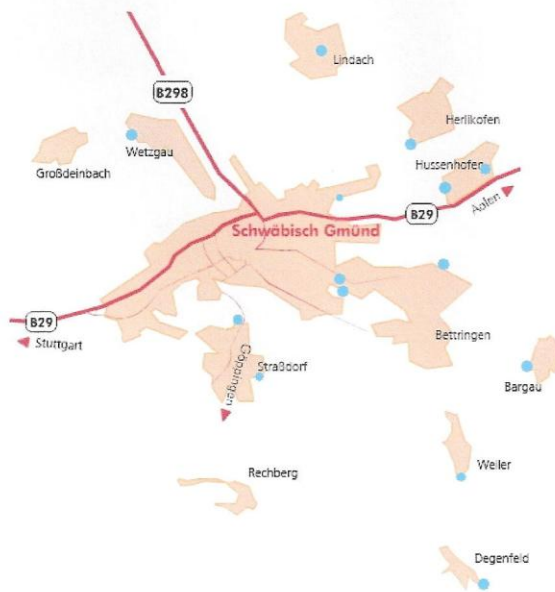 Lindach
B298
Herlikofen
Wetzgau
Großdeinbach
Hussenhofen
Aalen
B29
Schwäbisch Gmünd
B29
Stuttgart
Bettringen
Göppingen
Straßdorf
Bargau
Weiler
Rechberg
Degenfeld